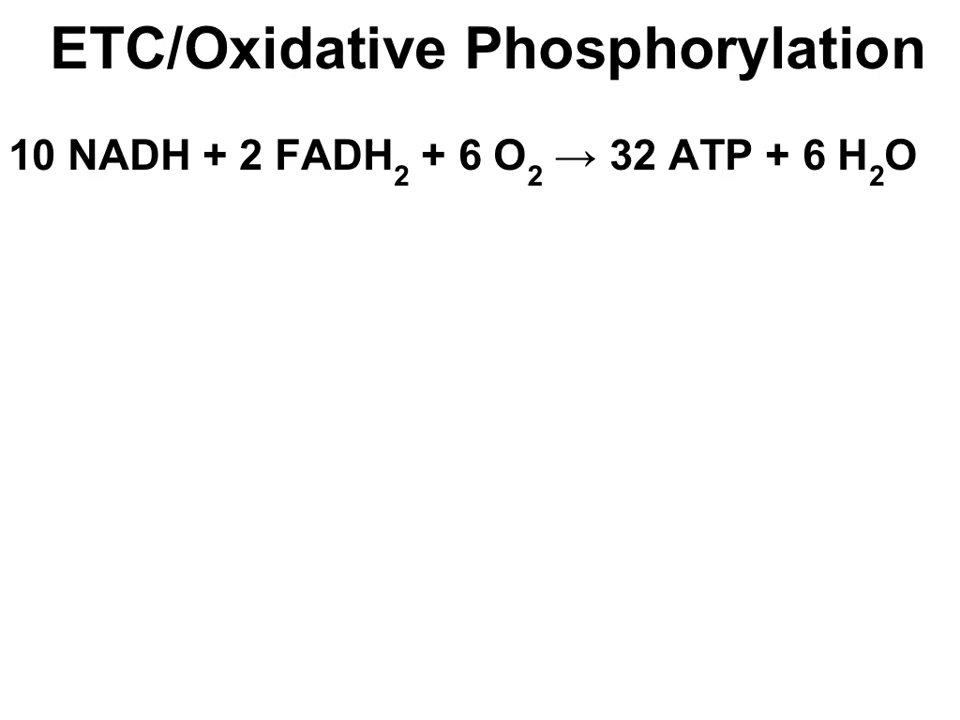 ETC/Oxidative Phosphorylation
10 NADH + 2 FADH₂ + 6 O₂ → 32 ATP + 6 H₂O